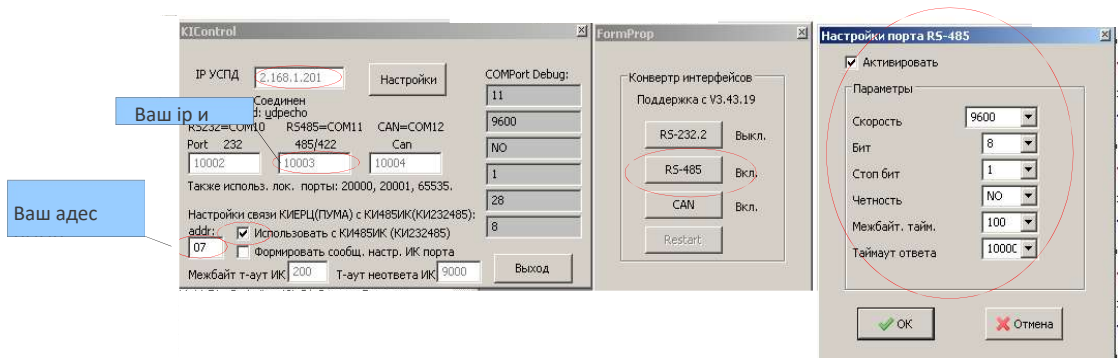 KIControl
IP УСПД
2.168.1.201
Настройки
COMPort Debug:
11
Соединен
d: udpecho
9600
RS232=COM10 RS485=COM11 CAN=COM12
Port 232 485/422 Can
NO
10002 10003 10004
1
Также использ. лок. порты: 20000, 20001, 65535.
28
Настройки связи КИЕРЦ(ПУМА) с КИ485ИК(КИ232485):
8
addr:
07
Использовать с КИ485ИК (КИ232485)
Формировать сообщ. настр. ИК порта
Межбайт т-аут ИК 200 Т-аут неответа ИК 9000
Выход
Ваш ip и
Ваш адес
FormProp
Конвертр интерфейсов
Поддержка с V3.43.19
RS-232.2 Выкл.
RS-485 Вкл.
CAN Вкл.
Restart
Настройки порта RS-485
Активировать
Параметры
Скорость 9600
Бит 8
Стоп бит 1
Четность NO
Межбайт. тайм. 100
Таймаут ответа 1000
OK
Отмена